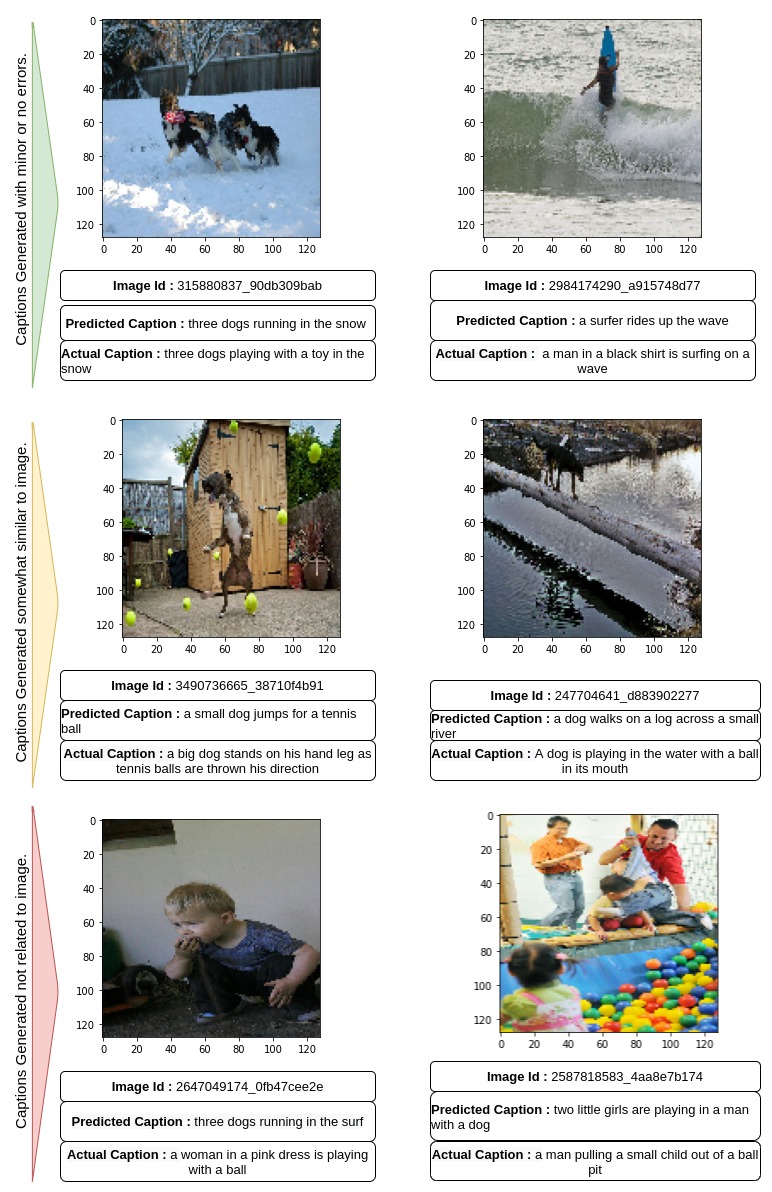 Captions Generated with minor or no errors.
0
20
40
60
80
100
120
0 20 40 60 80 100 120
Image Id : 315880837_90db309bab
Predicted Caption : three dogs running in the snow
Actual Caption : three dogs playing with a toy in the
snow
0
20
40
60
80
100
120
0 20 40 60 80 100 120
Image Id : 2984174290_a915748d77
Predicted Caption : a surfer rides up the wave
Actual Caption : a man in a black shirt is surfing on a
wave
Captions Generated somewhat similar to image.
0
20
40
60
80
100
120
0 20 40 60 80 100 120
Image Id : 3490736665_38710f4b91
Predicted Caption : a small dog jumps for a tennis
ball
Actual Caption : a big dog stands on his hand leg as
tennis balls are thrown his direction
0
20
40
60
80
100
120
0 20 40 60 80 100 120
Image Id : 247704641_d883902277
Predicted Caption : a dog walks on a log across a small
river
Actual Caption : A dog is playing in the water with a ball
in its mouth
Captions Generated not related to image.
0
20
40
60
80
100
120
0 20 40 60 80 100 120
Image Id : 2647049174_0fb47cee2e
Predicted Caption : three dogs running in the surf
Actual Caption : a woman in a pink dress is playing
with a ball
0
20
40
60
80
100
120
0 20 40 60 80 100 120
Image Id : 2587818583_4aa8e7b174
Predicted Caption : two little girls are playing in a man
with a dog
Actual Caption : a man pulling a small child out of a ball
pit